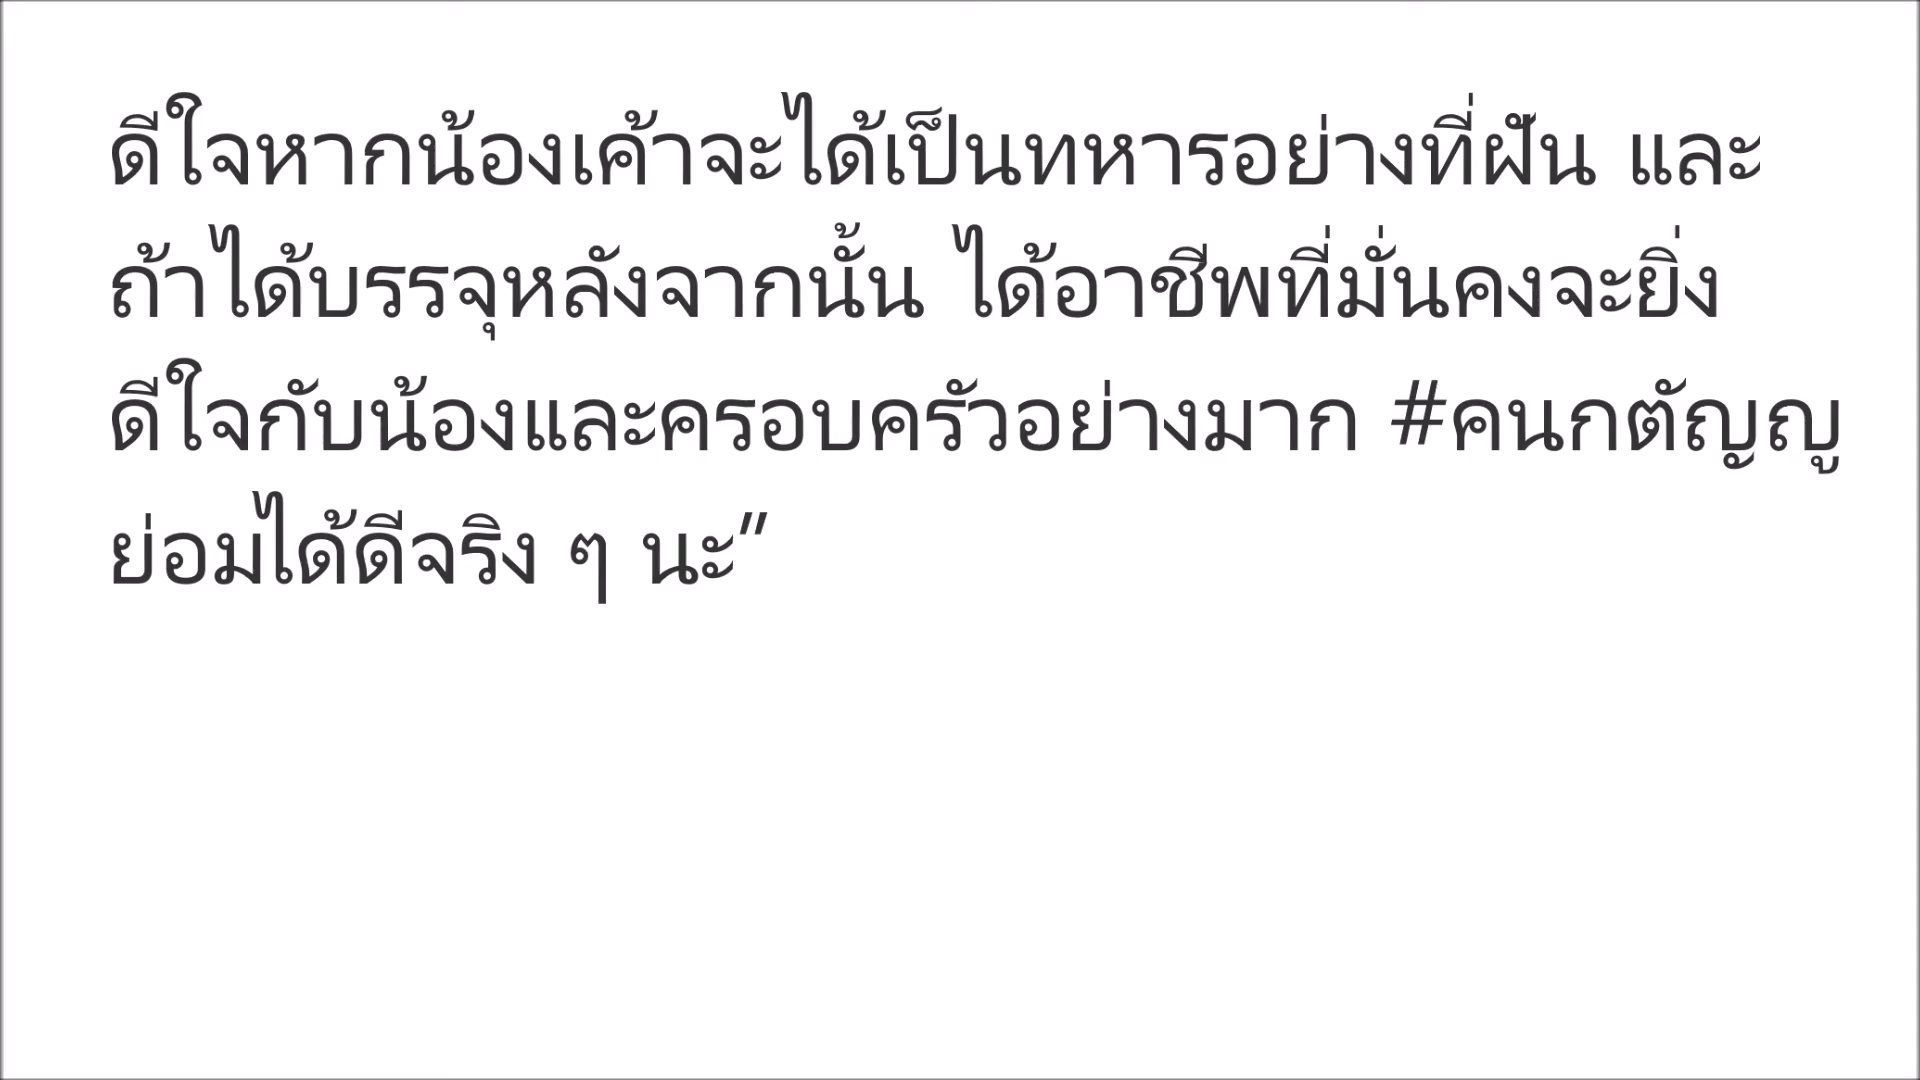 ดีใจหากน้องเค้าจะได้เป็นทหารอย่างที่ฝัน และ
ถ้าได้บรรจุหลังจากนั้น ได้อาชีพที่มั่นคงจะยิ่ง
ดีใจกับน้องและครอบครัวอย่างมาก #คนกตัญญู
ย่อมได้ดีจริง ๆ นะ”